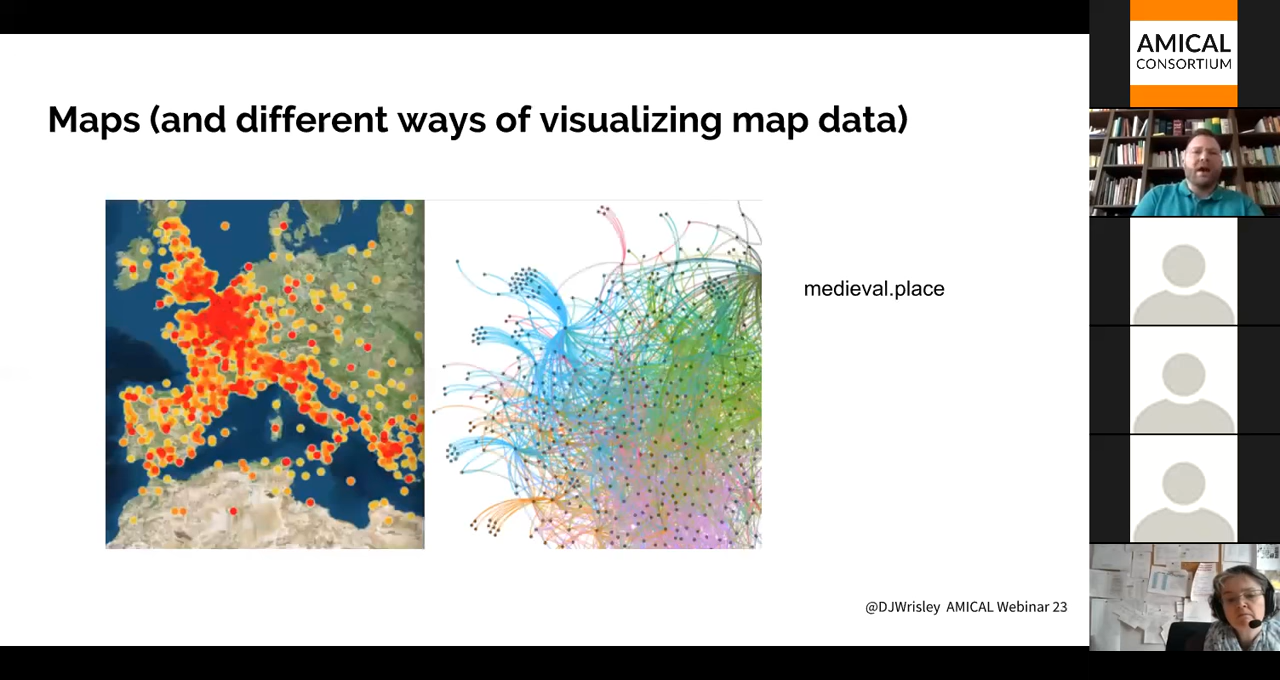 Maps (and different ways of visualizing map data)
medieval.place
@DJWrisley AMICAL Webinar 23
AMICAL
CONSORTIUM